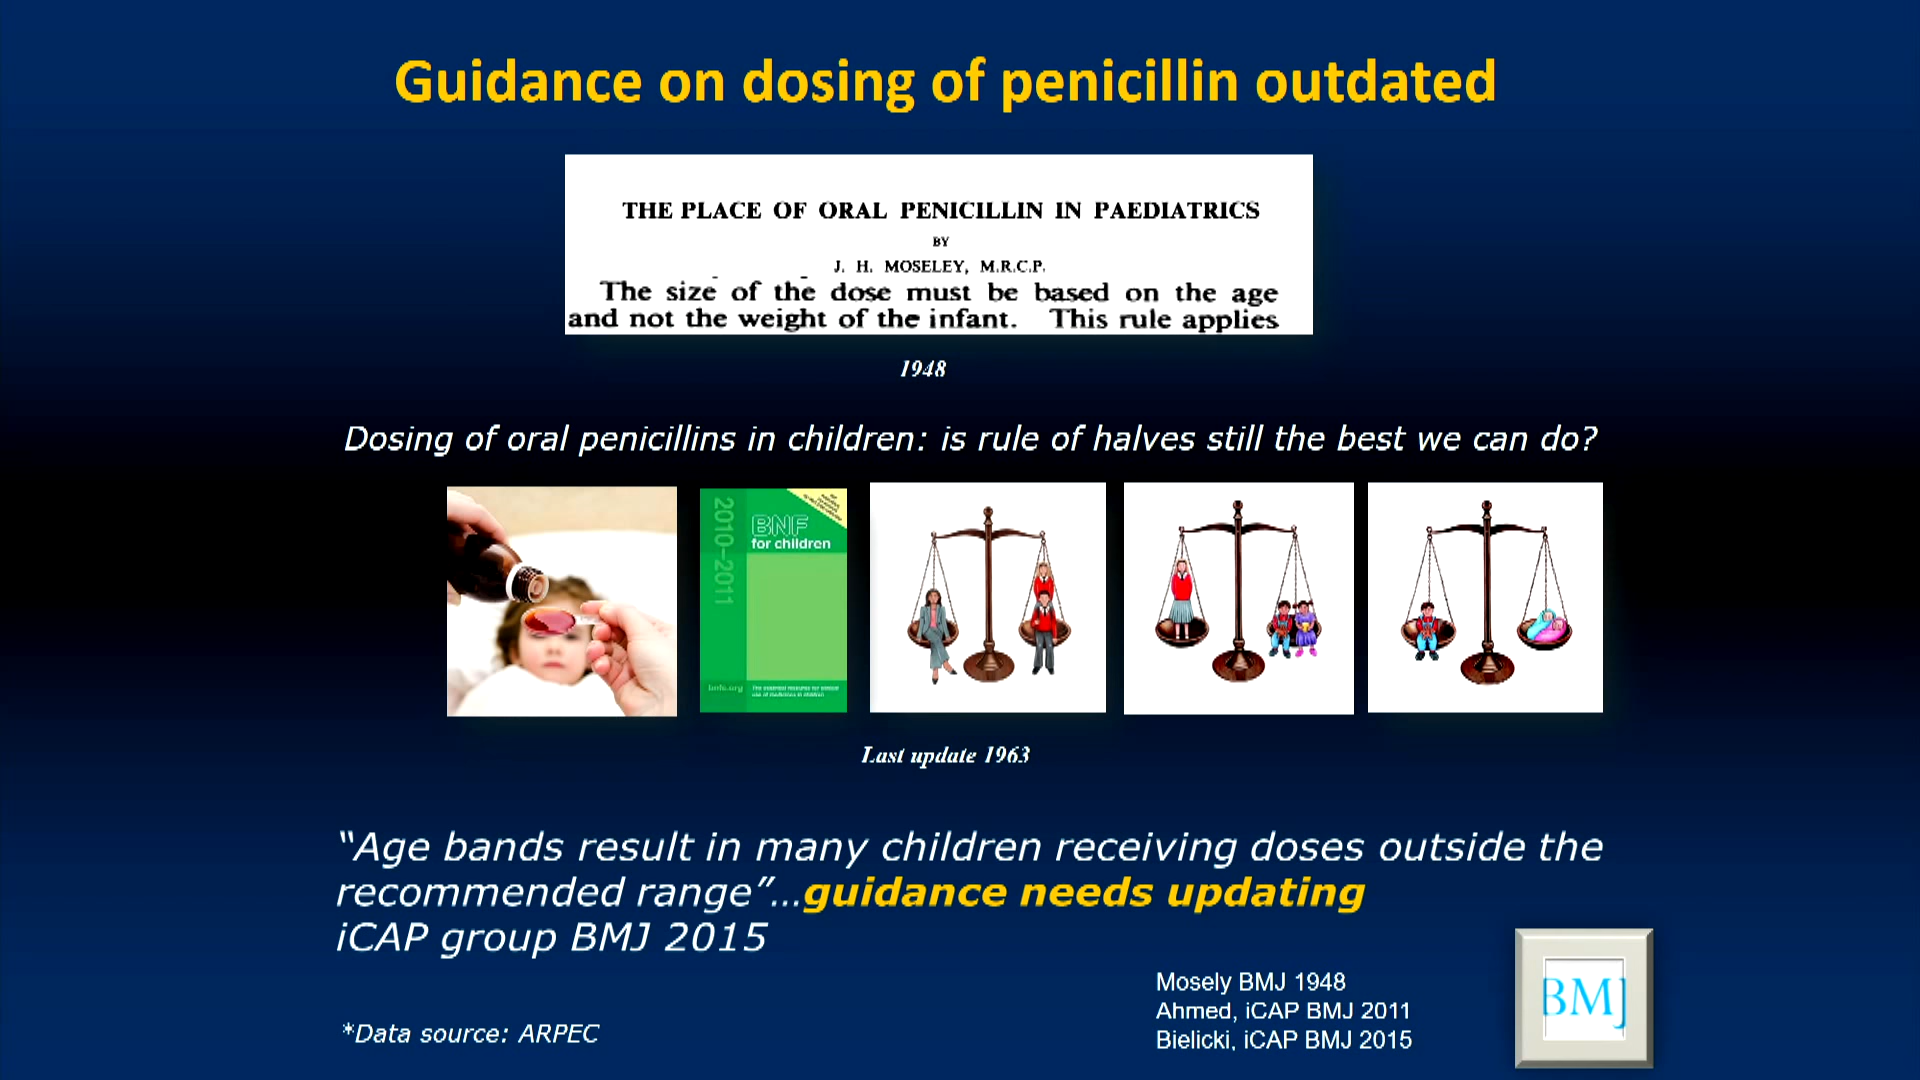 Guidance on dosing of penicillin outdated
THE PLACE OF ORAL PENICILLIN IN PAEDIATRICS
BY
J. H. MOSELEY, M.R.C.P.
The size of the dose must be based on the age
and not the weight of the infant. This rule applies
1948
Dosing of oral penicillins in children: is rule of halves still the best we can do?
2010–2011
BNF
for children
bnfc.org
Last update 1963
“Age bands result in many children receiving doses outside the
recommended range”...guidance needs updating
iCAP group BMJ 2015
Mosely BMJ 1948
Ahmed, iCAP BMJ 2011
Bielicki, iCAP BMJ 2015
BMJ
*Data source: ARPEC